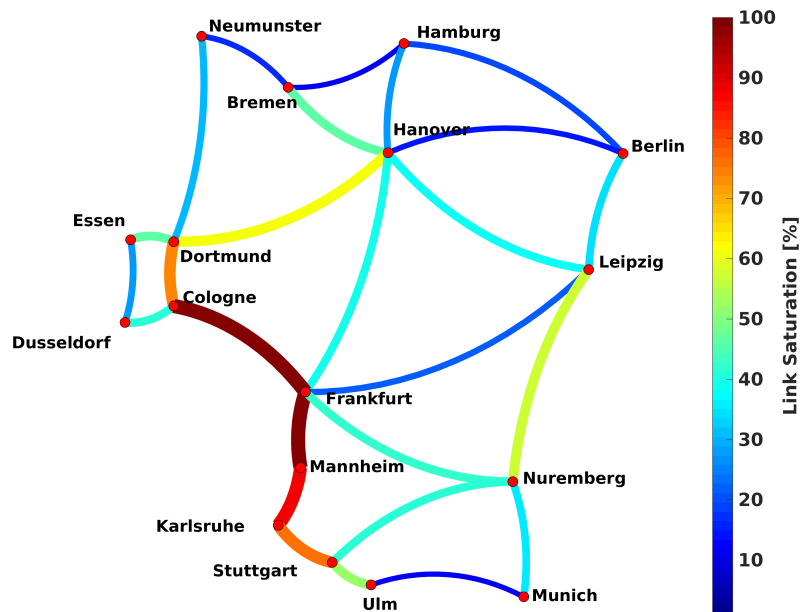 Neumunster
Hamburg
Bremen
Hanover
Berlin
Essen
Dortmund
Leipzig
Cologne
Dusseldorf
Frankfurt
Mannheim
Nuremberg
Karlsruhe
Stuttgart
Ulm
Munich
100
90
80
70
60
50
40
30
20
10
Link Saturation [%]